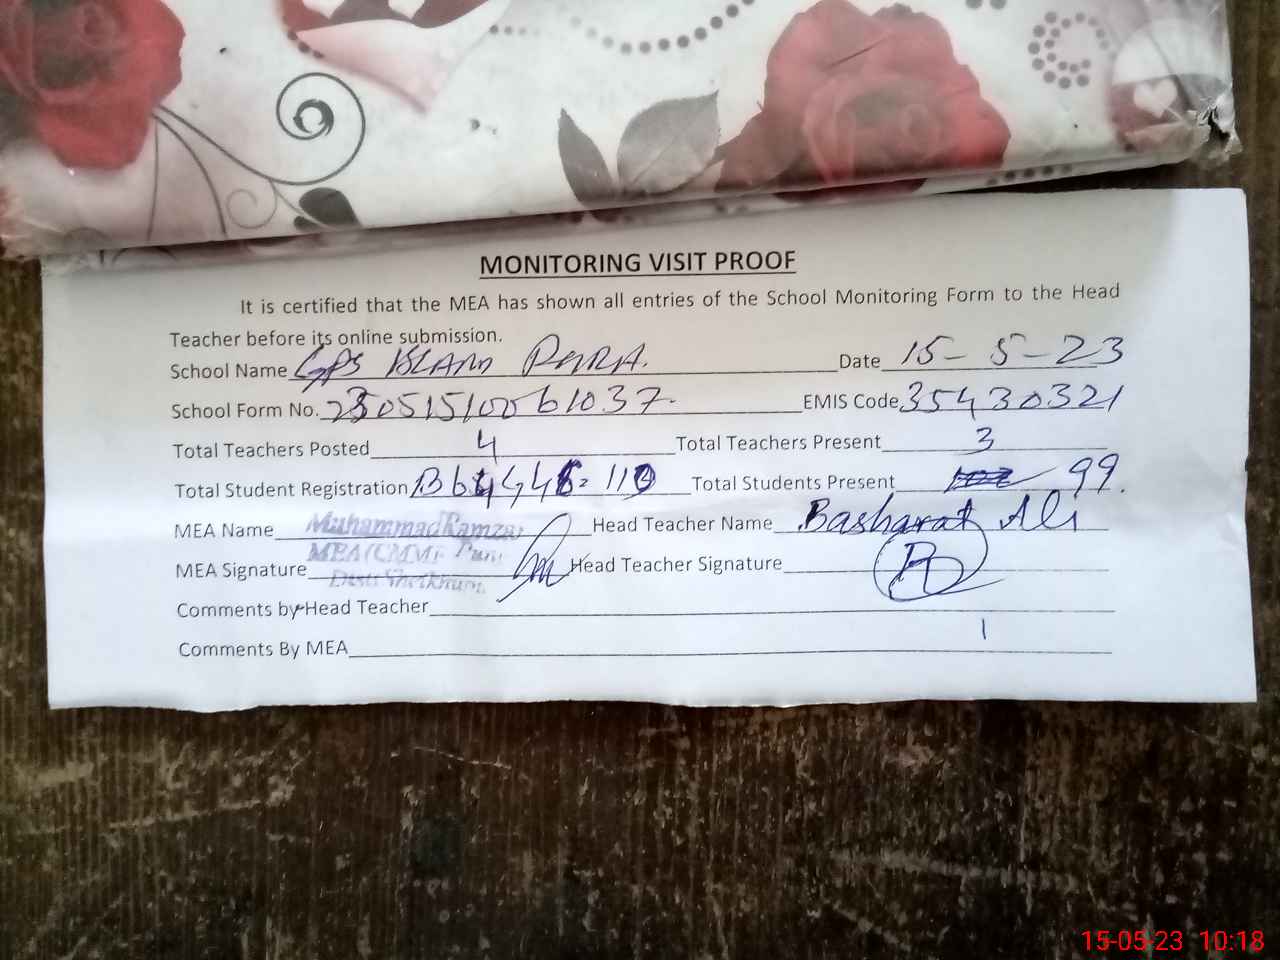 MONITORING VISIT PROOF
It is certified that the MEA has shown all entries of the School Monitoring Form to the Head
Teacher before its online submission.
School Name GPS ISLAM PURA. Date 15-5-23
School Form No. EMIS Code 35430321
Total Teachers Posted 4 Total Teachers Present 3
Total Student Registration Total Students Present 99.
MEA Name Muhammad Ramzan Head Teacher Name Basharat Ali
MEA
MEA Signature Head Teacher Signature
Comments by Head Teacher
Comments By MEA
15-05-23 10:18